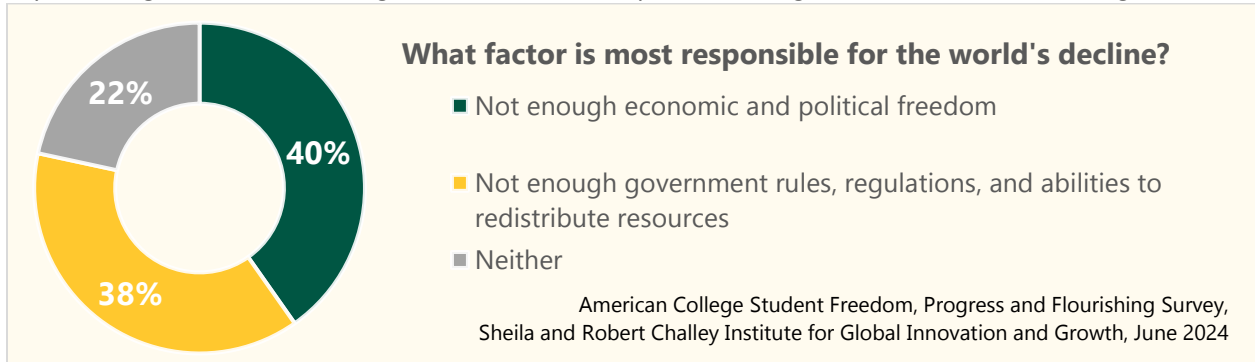 What factor is most responsible for the world's decline?
22%
Not enough economic and political freedom
40%
Not enough government rules, regulations, and abilities to
redistribute resources
Neither
38%
American College Student Freedom, Progress and Flourishing Survey,
Sheila and Robert Challey Institute for Global Innovation and Growth, June 2024